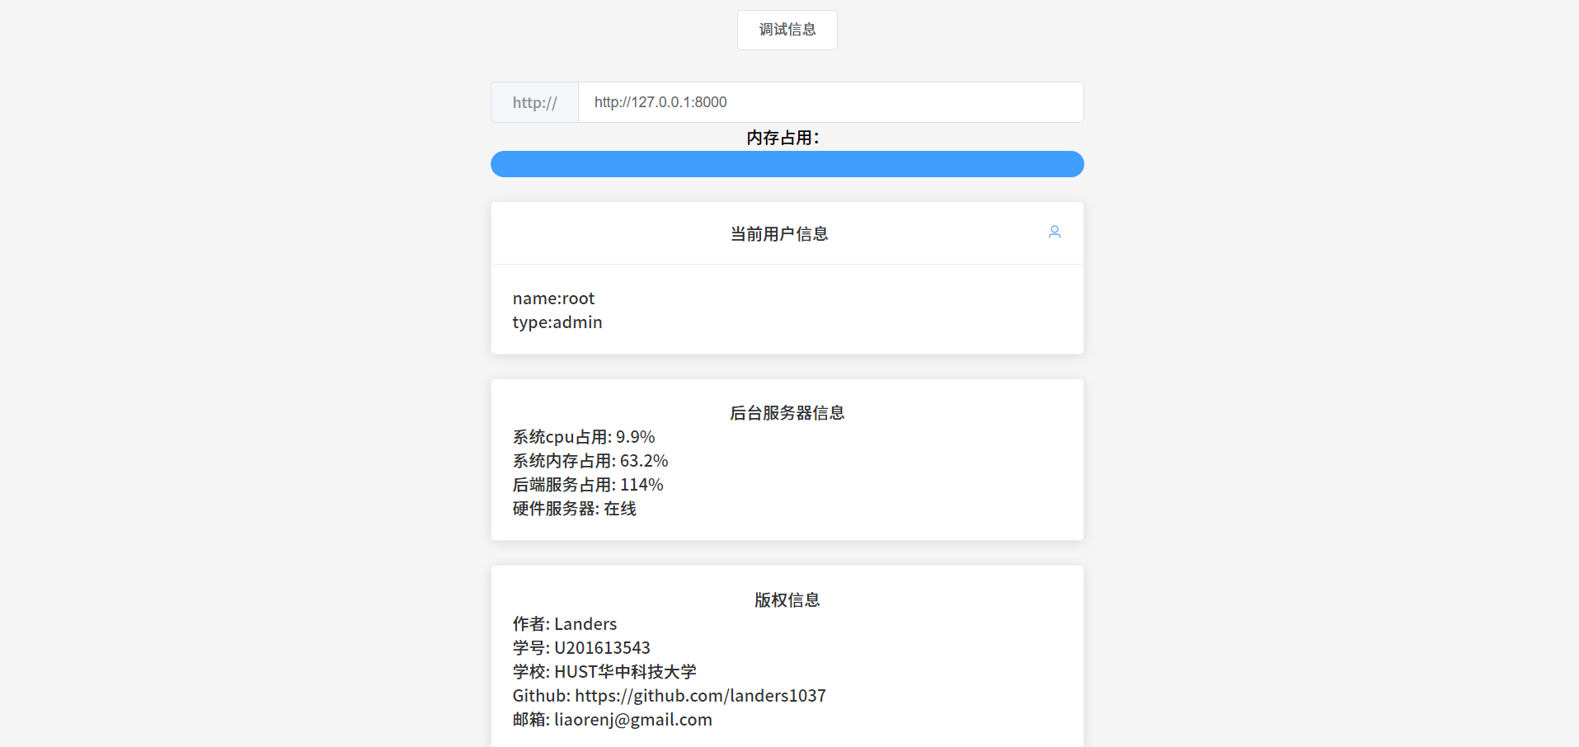 调试信息
http:// http://127.0.0.1:8000
内存占用：
当前用户信息
name:root
type:admin
后台服务器信息
系统cpu占用: 9.9%
系统内存占用: 63.2%
后端服务占用: 114%
硬件服务器: 在线
版权信息
作者: Landers
学号: U201613543
学校: HUST华中科技大学
Github: https://github.com/landers1037
邮箱: liaorenj@gmail.com